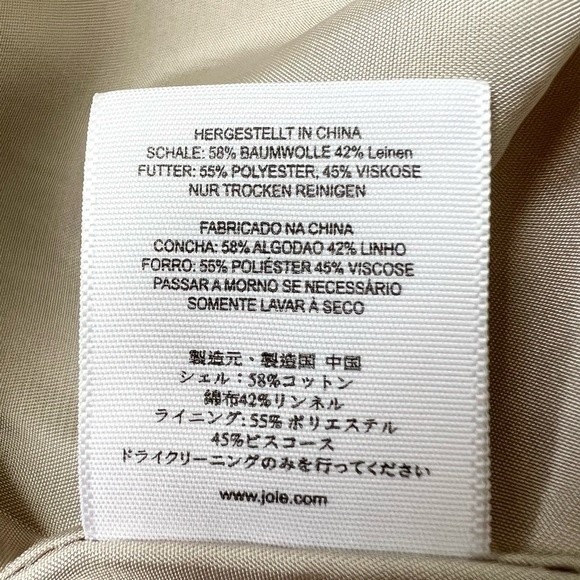 HERGESTELLT IN CHINA
SCHALE: 58% BAUMWOLLE 42% Leinen
FUTTER: 55% POLYESTER, 45% VISKOSE
NUR TROCKEN REINIGEN
FABRICADO NA CHINA
CONCHA: 58% ALGODAO 42% LINHO
FORRO: 55% POLIÉSTER 45% VISCOSE
PASSAR A MORNO SE NECESSÁRIO
SOMENTE LAVAR À SECO
製造元、製造国 中国
シェル：58%コットン
綿布42%リンネル
ライニング: 55% ポリエステル
45%ビスコース
ドライクリーニングのみを行ってください
www.joie.com